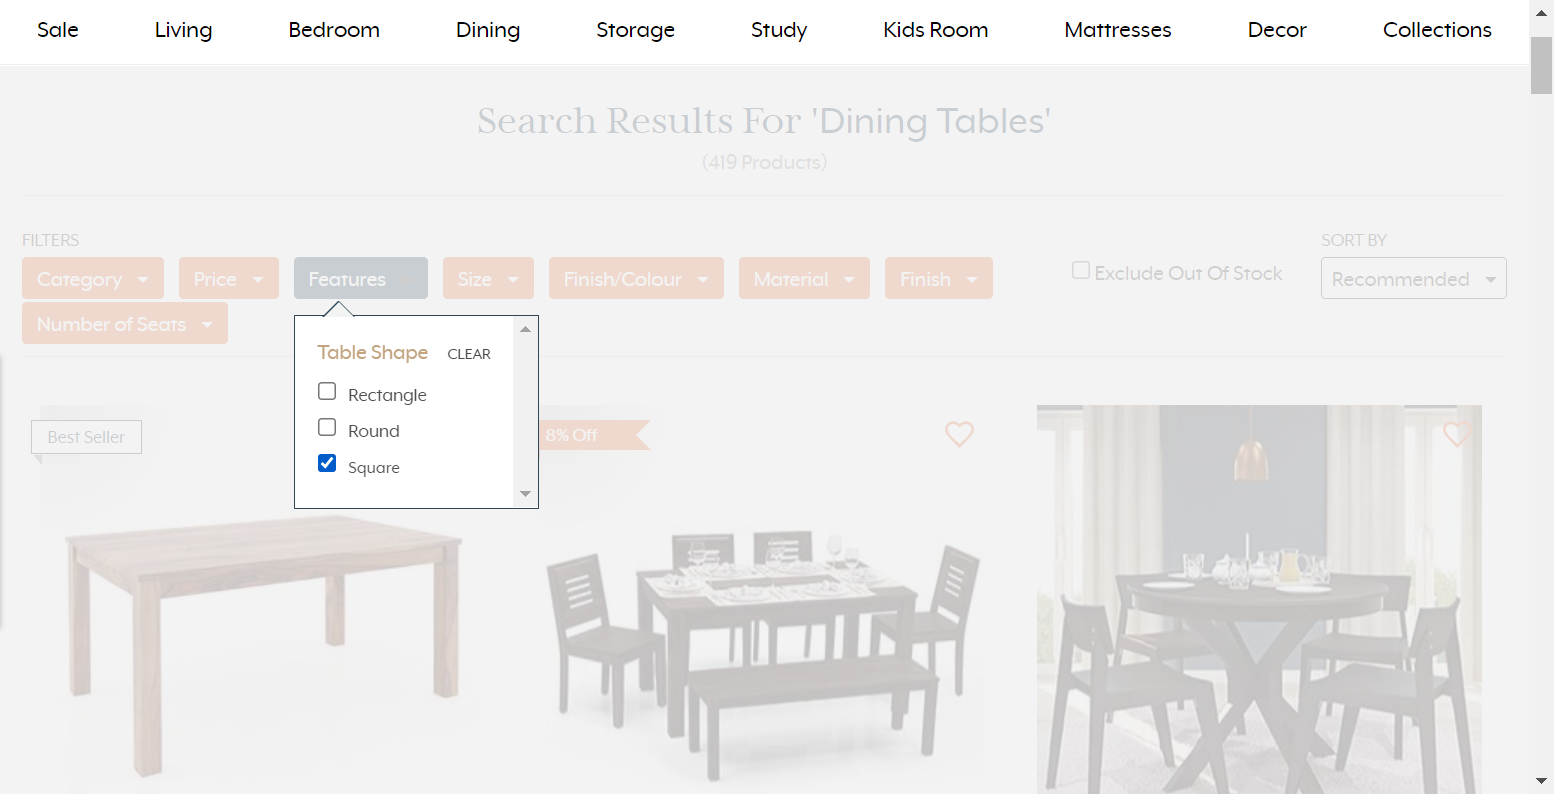 Sale Living Bedroom Dining Storage Study Kids Room Mattresses Decor Collections
Search Results For 'Dining Tables'
(419 Products)
FILTERS
SORT BY
Category Price Features Size Finish/Colour Material Finish
Exclude Out Of Stock
Recommended
Number of Seats
Table Shape CLEAR
Rectangle
Round
Square
Best Seller
8% Off